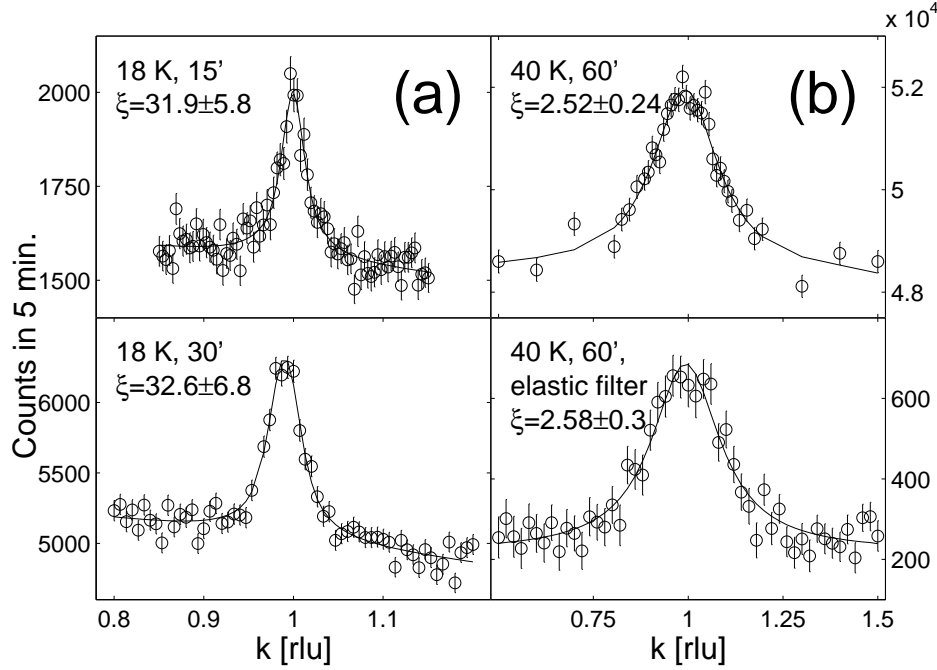 x 10⁴
18 K, 15'
ξ=31.9±5.8
(a)
40 K, 60'
ξ=2.52±0.24
(b)
2000
1750
1500
5.2
5
4.8
Counts in 5 min.
18 K, 30'
ξ=32.6±6.8
40 K, 60',
elastic filter
ξ=2.58±0.3
6000
5500
5000
600
400
200
0.8 0.9 1 1.1
0.75 1 1.25 1.5
k [rlu]
k [rlu]